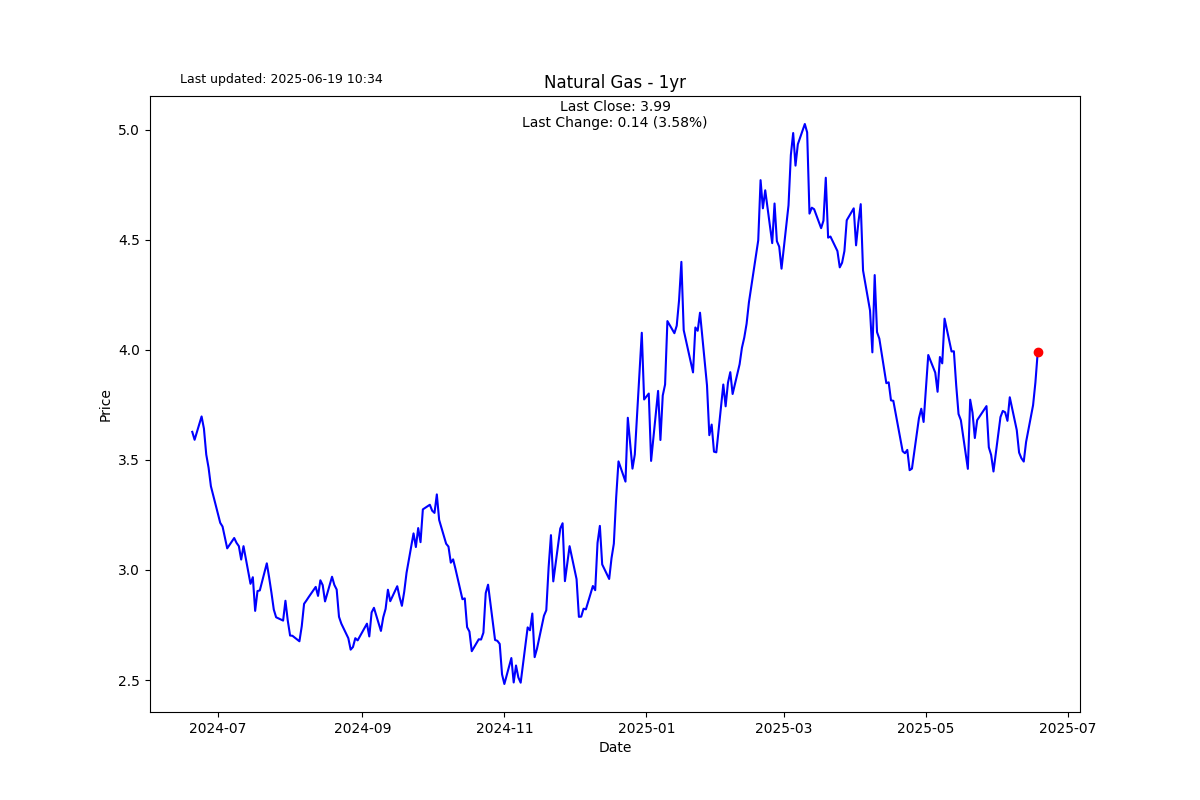 Last updated: 2025-06-19 10:34
Natural Gas - 1yr
Last Close: 3.99
Last Change: 0.14 (3.58%)
5.0
4.5
4.0
3.5
3.0
2.5
Price
2024-07
2024-09
2024-11
2025-01
2025-03
2025-05
2025-07
Date